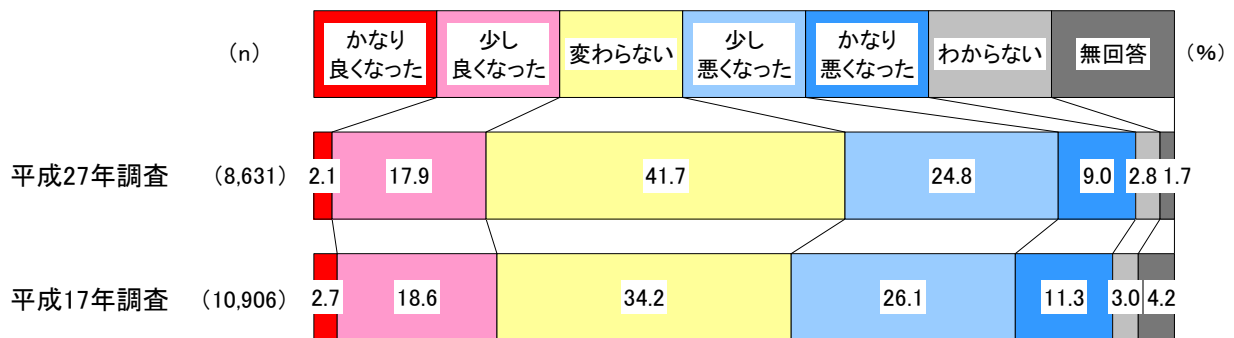 (n)
かなり
良くなった
少し
良くなった
変わらない
少し
悪くなった
かなり
悪くなった
わからない
無回答
(%)
平成27年調査 (8,631) 2.1 17.9 41.7 24.8 9.0 2.8 1.7
平成17年調査 (10,906) 2.7 18.6 34.2 26.1 11.3 3.0 4.2